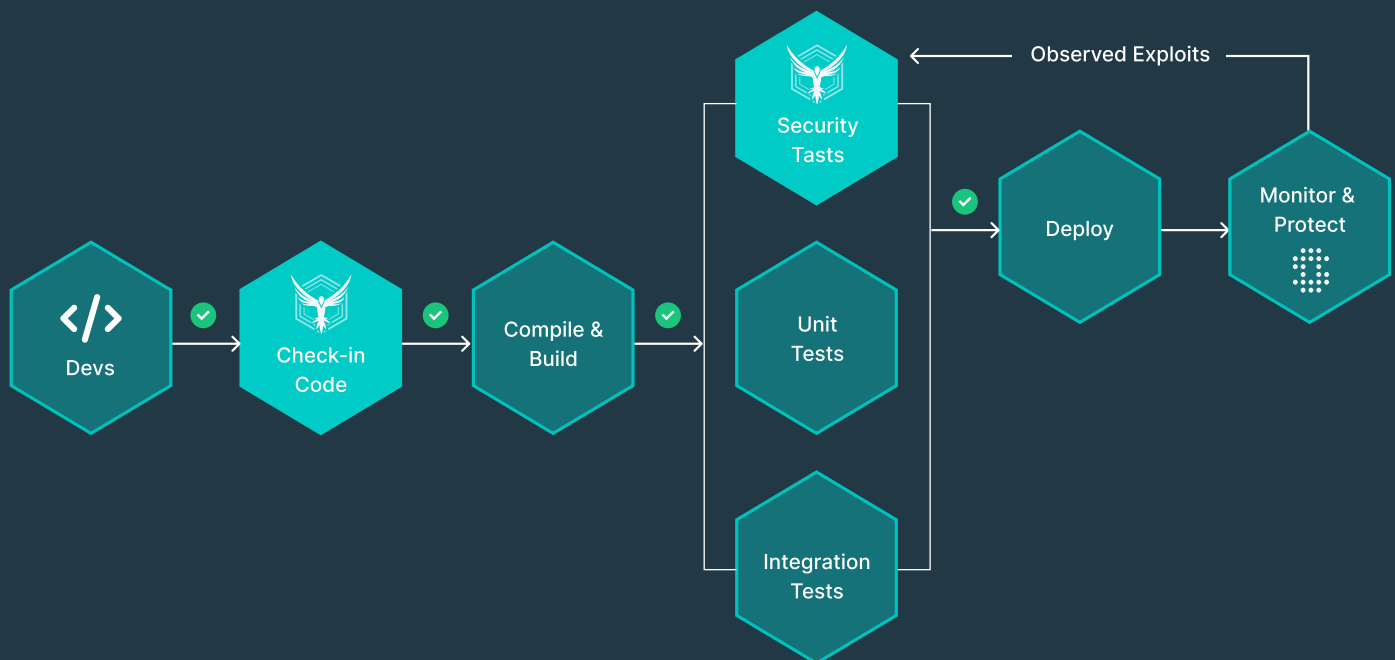 Devs
Check-in
Code
Compile &
Build
Security
Tasts
Unit
Tests
Integration
Tests
Observed Exploits
Deploy
Monitor &
Protect